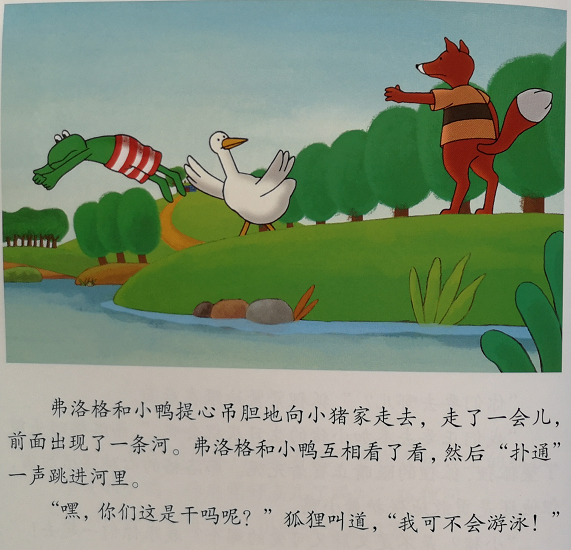 弗洛格和小鸭提心吊胆地向小猪家走去，走了一会儿，
前面出现了一条河。弗洛格和小鸭互相看了看，然后“扑通”
一声跳进河里。
“嘿，你们这是干吗呢？”狐狸叫道，“我可不会游泳！”